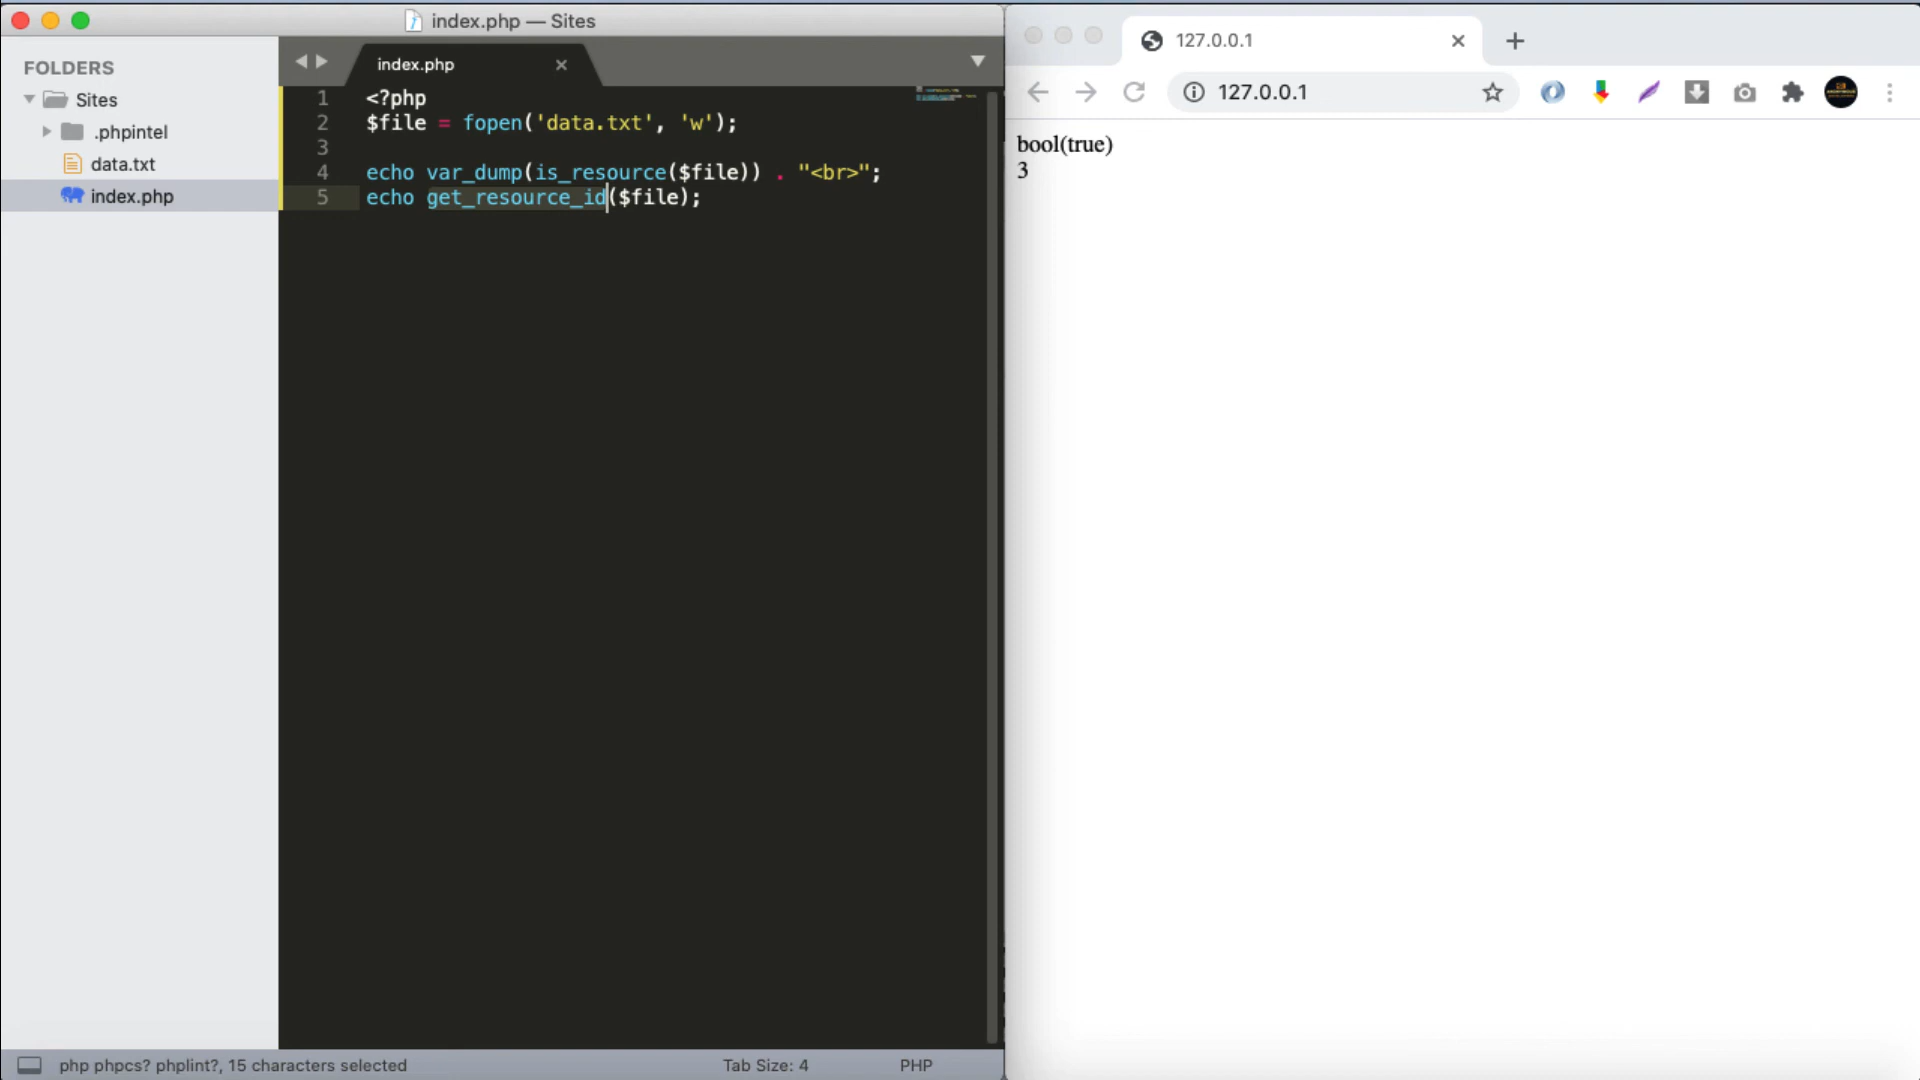 index.php — Sites
FOLDERS
Sites
.phpintel
data.txt
index.php
index.php
1 <?php
2 $file = fopen('data.txt', 'w');
3
4 echo var_dump(is_resource($file)) . "<br>";
5 echo get_resource_id($file);
php phpcs? phplint?, 15 characters selected
Tab Size: 4
PHP
127.0.0.1
127.0.0.1
bool(true)
3